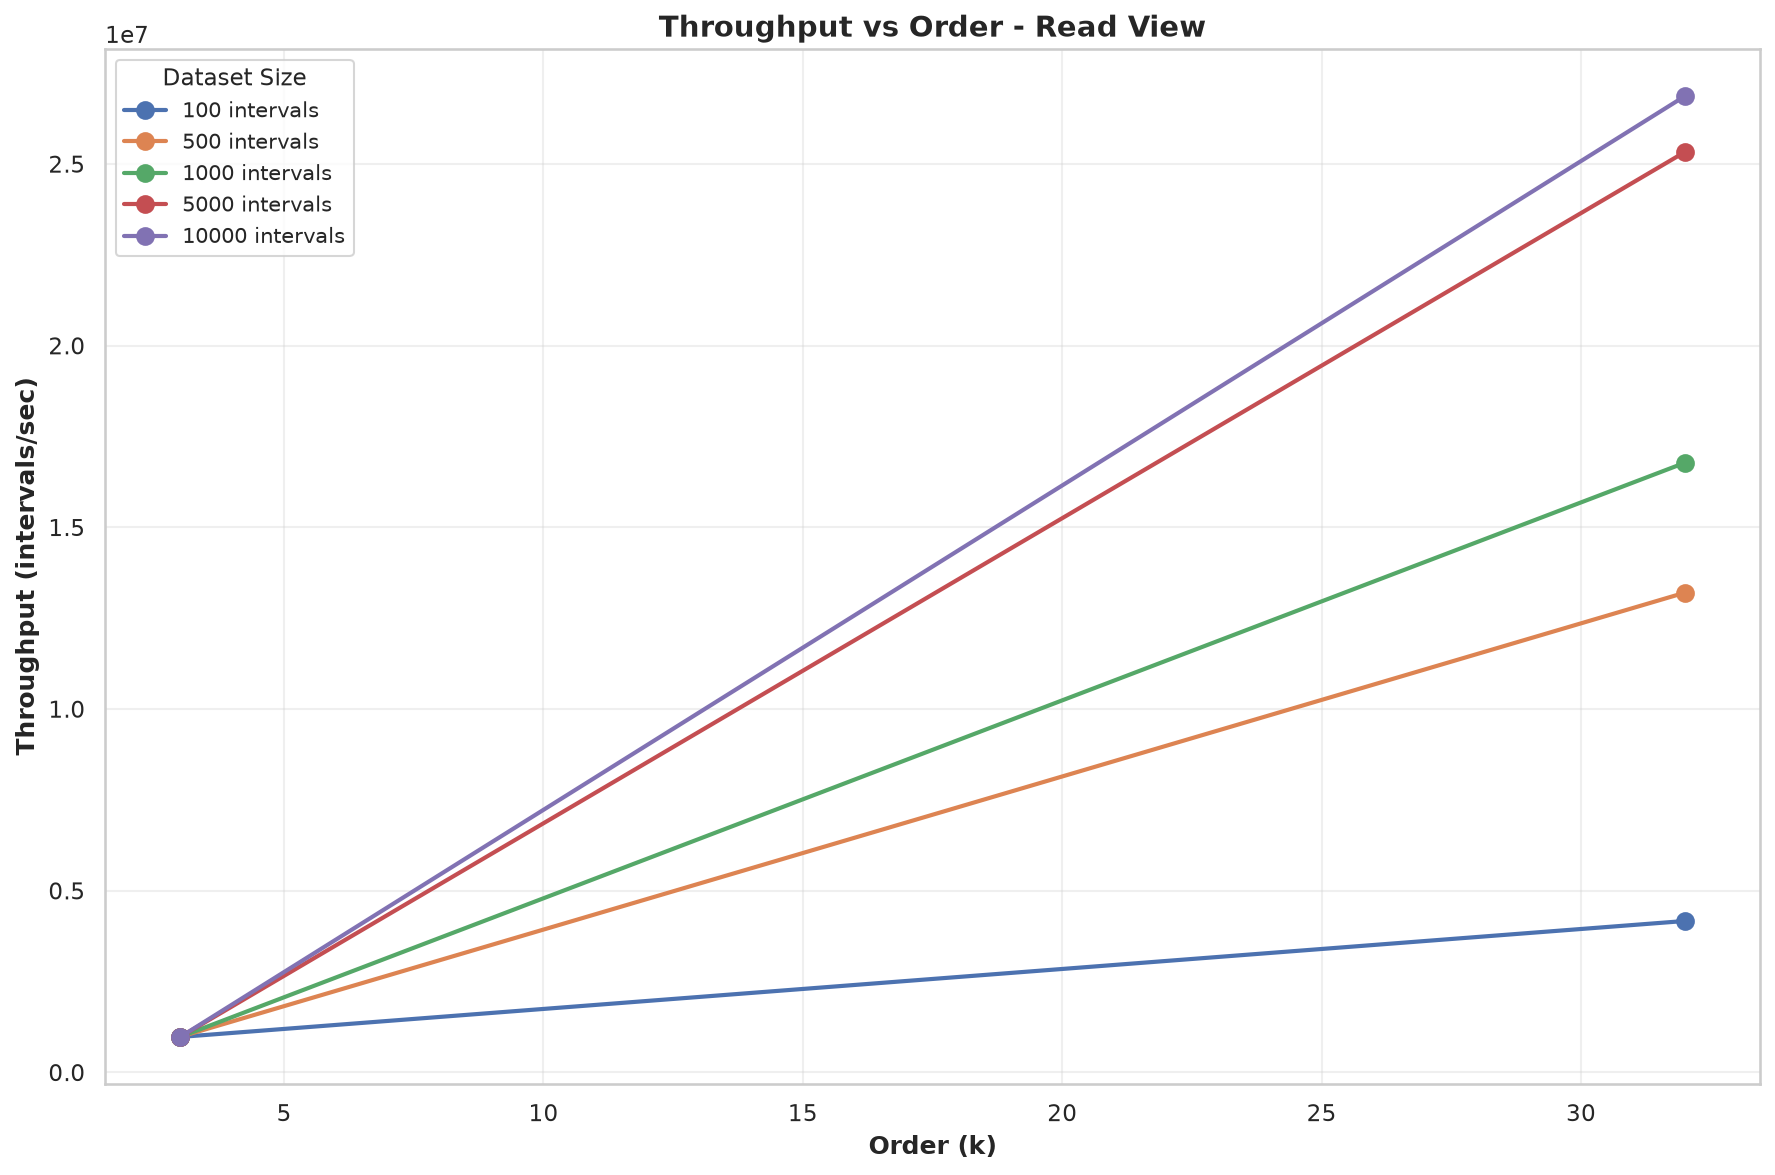 Throughput vs Order - Read View
1e7
Dataset Size
100 intervals
500 intervals
1000 intervals
5000 intervals
10000 intervals
2.5
2.0
1.5
1.0
0.5
0.0
Throughput (intervals/sec)
5 10 15 20 25 30
Order (k)